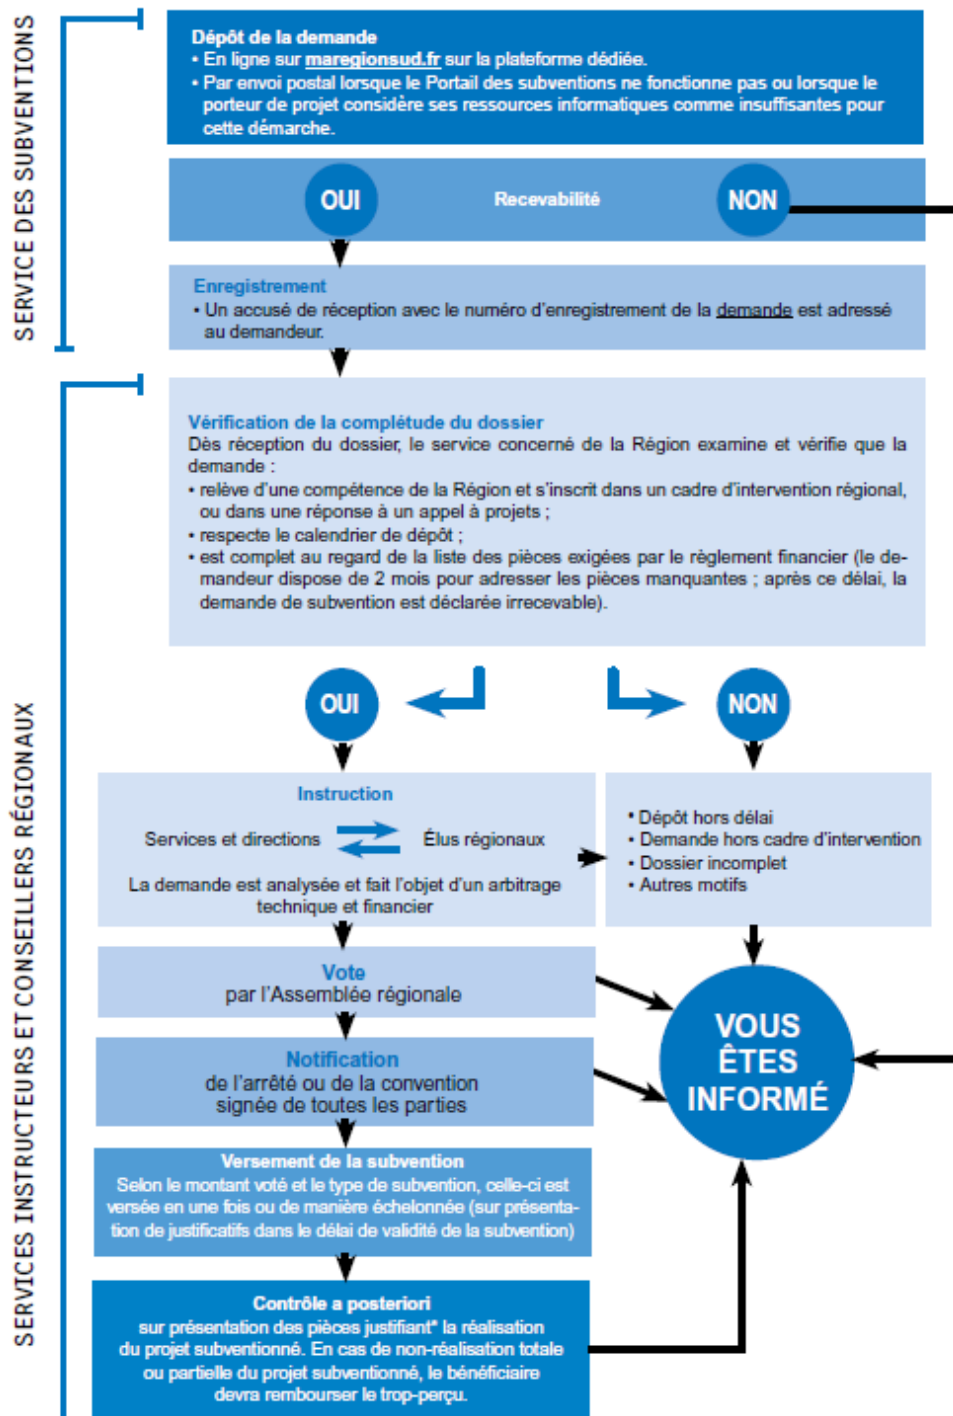 SERVICE DES SUBVENTIONS
Dépôt de la demande
• En ligne sur maregionsud.fr sur la plateforme dédiée.
• Par envoi postal lorsque le Portail des subventions ne fonctionne pas ou lorsque le
porteur de projet considère ses ressources informatiques comme insuffisantes pour
cette démarche.
OUI
Recevabilité
NON
Enregistrement
• Un accusé de réception avec le numéro d'enregistrement de la demande est adressé
au demandeur.
SERVICES INSTRUCTEURS ET CONSEILLERS RÉGIONAUX
Vérification de la complétude du dossier
Dès réception du dossier, le service concerné de la Région examine et vérifie que la
demande :
• relève d'une compétence de la Région et s'inscrit dans un cadre d'intervention régional,
ou dans une réponse à un appel à projets ;
• respecte le calendrier de dépôt ;
• est complet au regard de la liste des pièces exigées par le règlement financier (le de-
mandeur dispose de 2 mois pour adresser les pièces manquantes ; après ce délai, la
demande de subvention est déclarée irrecevable).
OUI
NON
Instruction
Services et directions
Élus régionaux
La demande est analysée et fait l'objet d'un arbitrage
technique et financier
• Dépôt hors délai
• Demande hors cadre d'intervention
• Dossier incomplet
• Autres motifs
Vote
par l'Assemblée régionale
Notification
de l'arrêté ou de la convention
signée de toutes les parties
VOUS
ÊTES
INFORMÉ
Versement de la subvention
Selon le montant voté et le type de subvention, celle-ci est
versée en une fois ou de manière échelonnée (sur présenta-
tion de justificatifs dans le délai de validité de la subvention)
Contrôle a posteriori
sur présentation des pièces justifiant* la réalisation
du projet subventionné. En cas de non-réalisation totale
ou partielle du projet subventionné, le bénéficiaire
devra rembourser le trop-perçu.